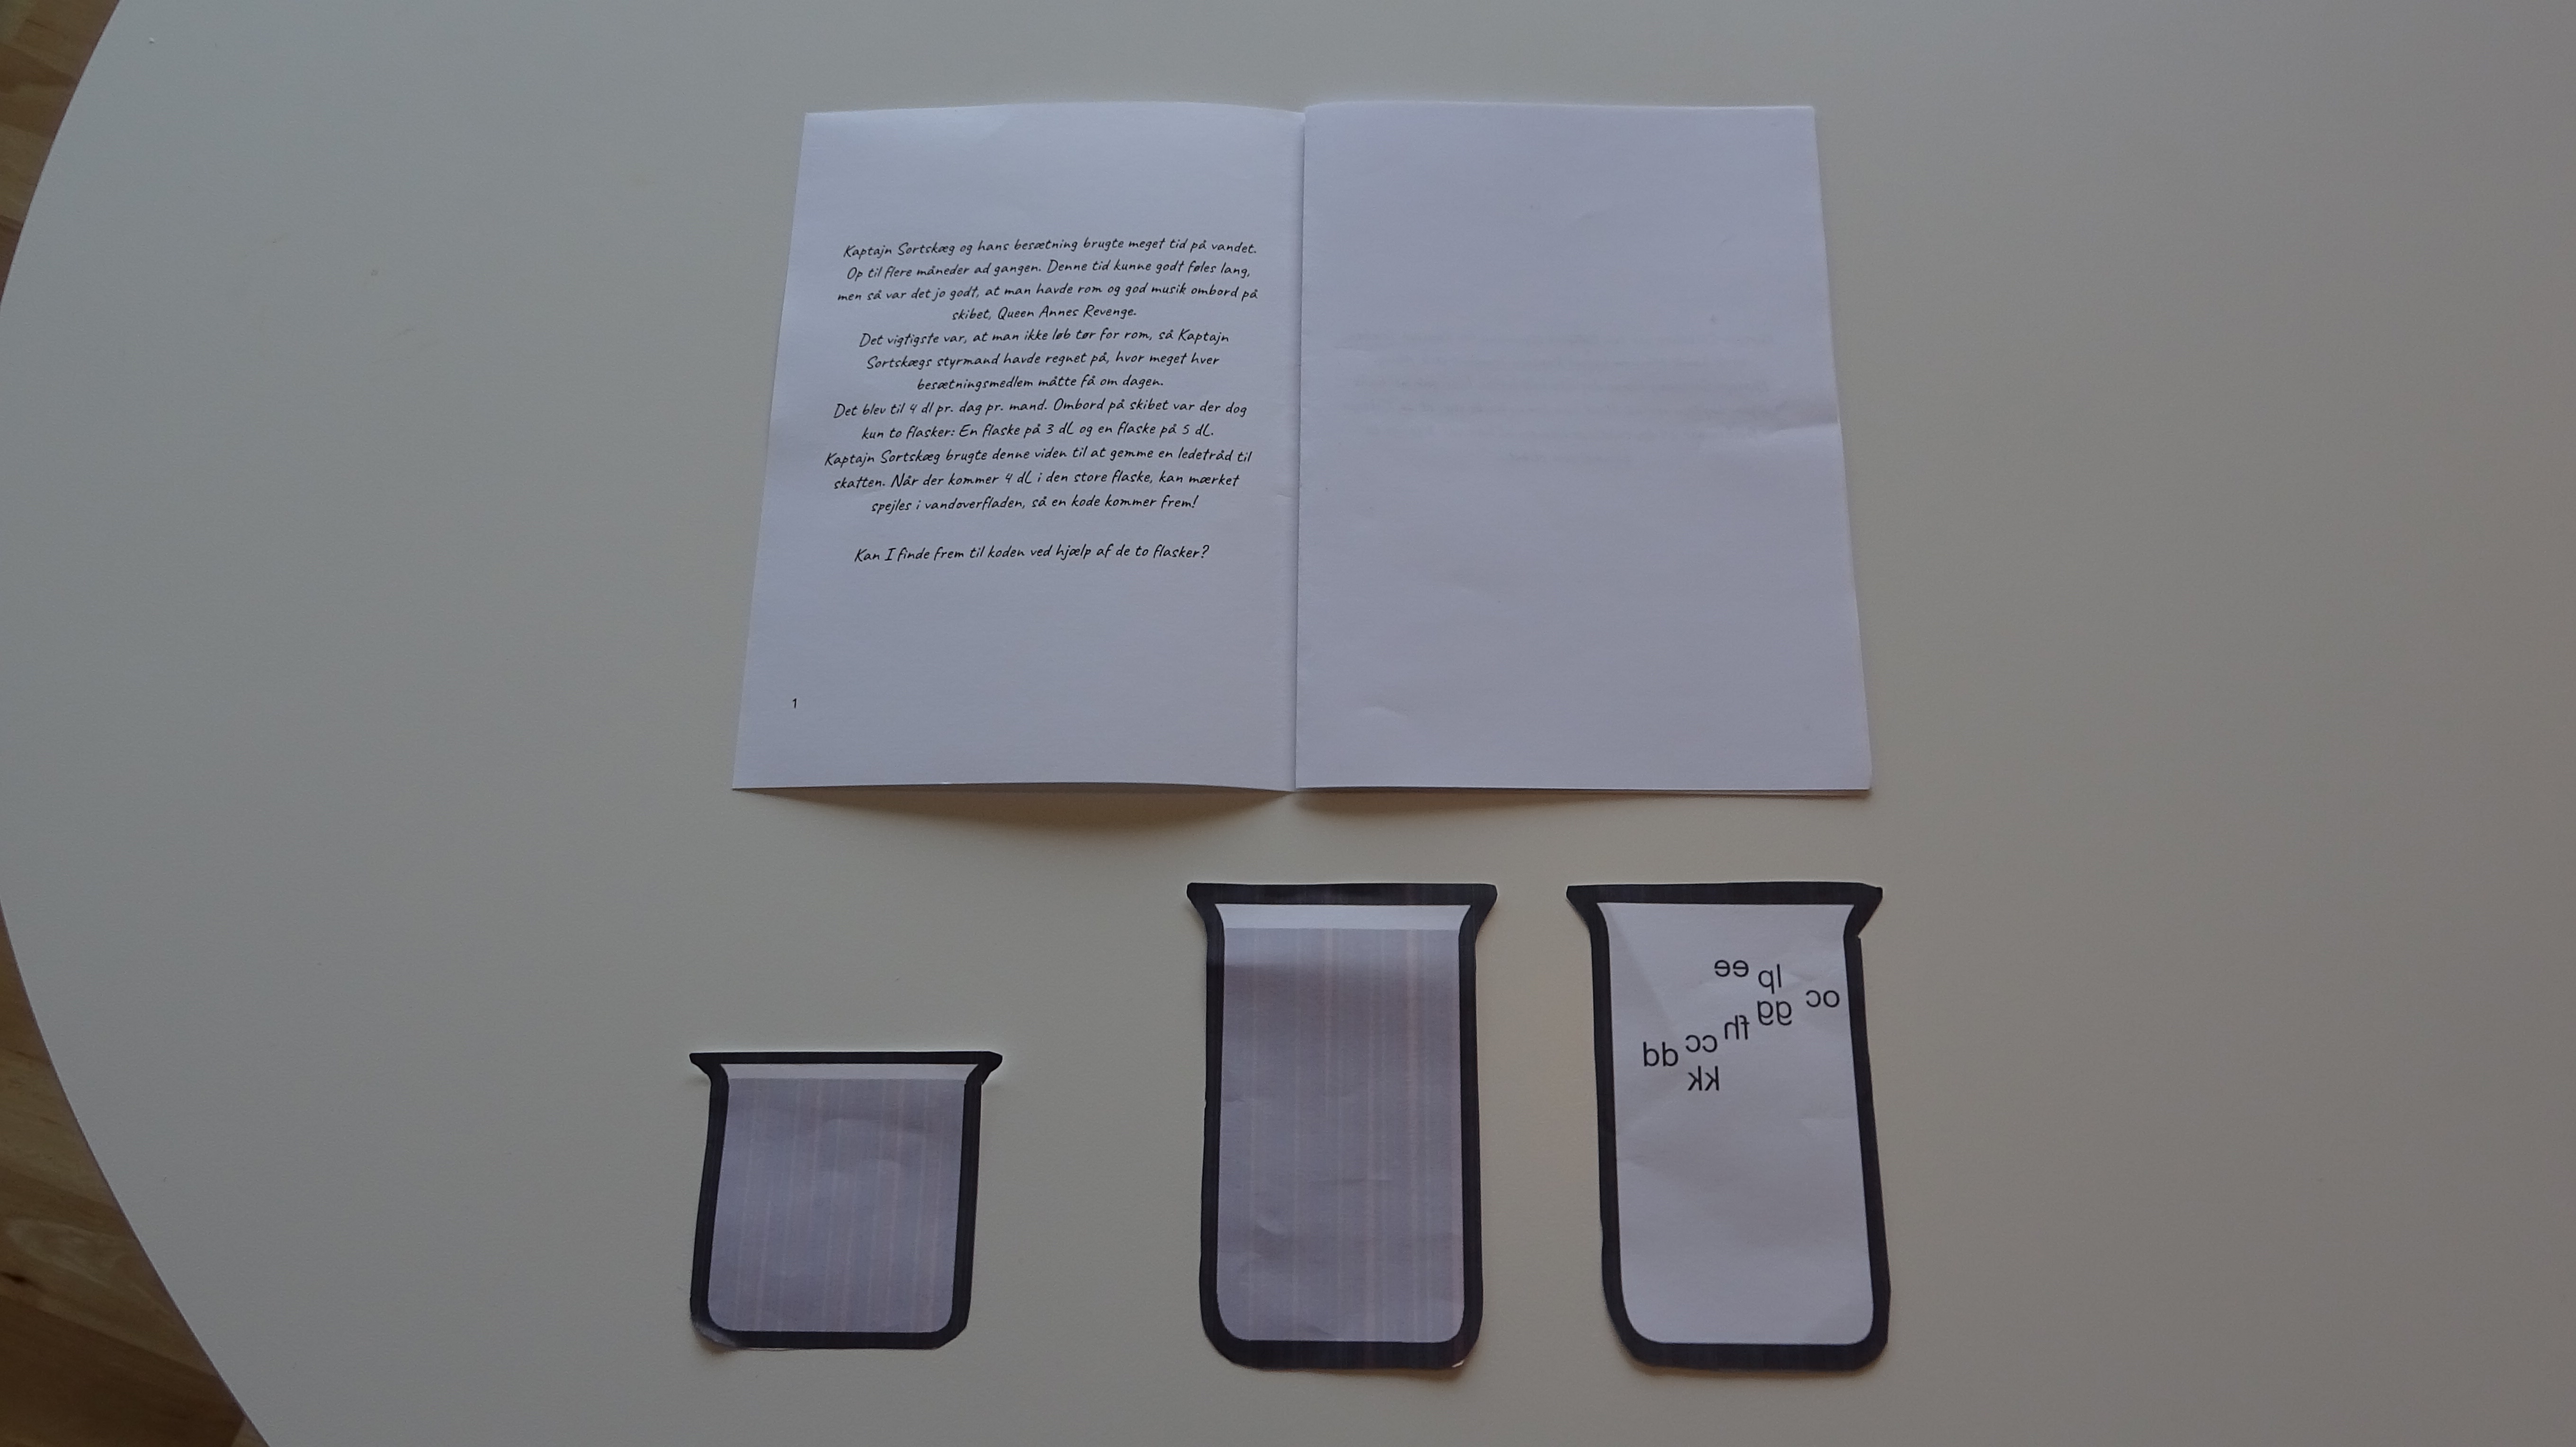 Kaptajn Sortskæg og hans besætning brugte meget tid på vandet.
Op til flere måneder ad gangen. Denne tid kunne godt føles lang,
men så var det jo godt, at man havde rom og god musik ombord på
skibet, Queen Annes Revenge.
Det vigtigste var, at man ikke løb tør for rom, så Kaptajn
Sortskægs styrmand havde regnet på, hvor meget hver
besætningsmedlem måtte få om dagen.
Det blev til 4 dl pr. dag pr. mand. Ombord på skibet var der dog
kun to flasker: En flaske på 3 dL og en flaske på 5 dL.
Kaptajn Sortskæg brugte denne viden til at gemme en ledetråd til
skatten. Når der kommer 4 dL i den store flaske, kan mærket
spejles i vandoverfladen, så en kode kommer frem!
Kan I finde frem til koden ved hjælp af de to flasker?
1
ee
gg
cc
kk